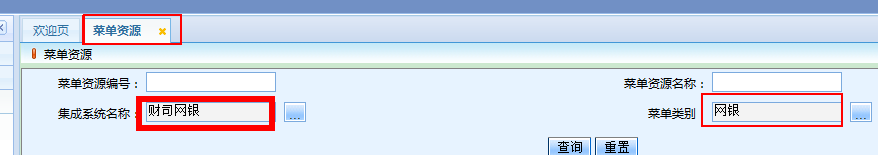 欢迎页 菜单资源
菜单资源
菜单资源编号： 菜单资源名称：
集成系统名称： 财司网银 ... 菜单类别 网银 ...
查询 重置